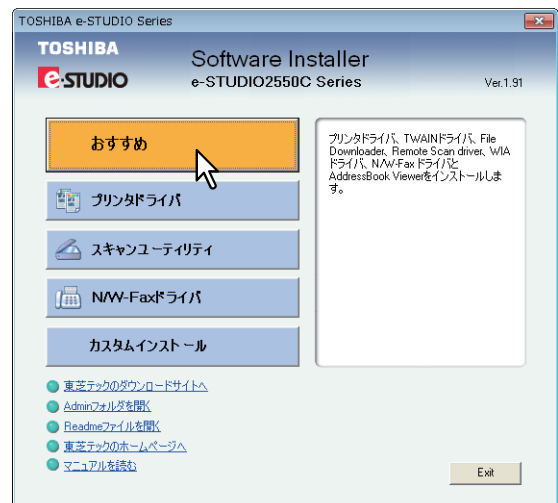 TOSHIBA e-STUDIO Series
TOSHIBA
e-STUDIO
Software Installer
e-STUDIO2550C Series
Ver.1.91
おすすめ
プリンタドライバ
スキャンユーティリティ
N/W-Faxドライバ
カスタムインストール
プリンタドライバ、TWAINドライバ、File
Downloader、Remote Scan driver、WIA
ドライバ、N/W-Fax ドライバと
AddressBook Viewerをインストールしま
す。
東芝テックのダウンロードサイトへ
Adminフォルダを開く
Readmeファイルを開く
東芝テックのホームページへ
マニュアルを読む
Exit